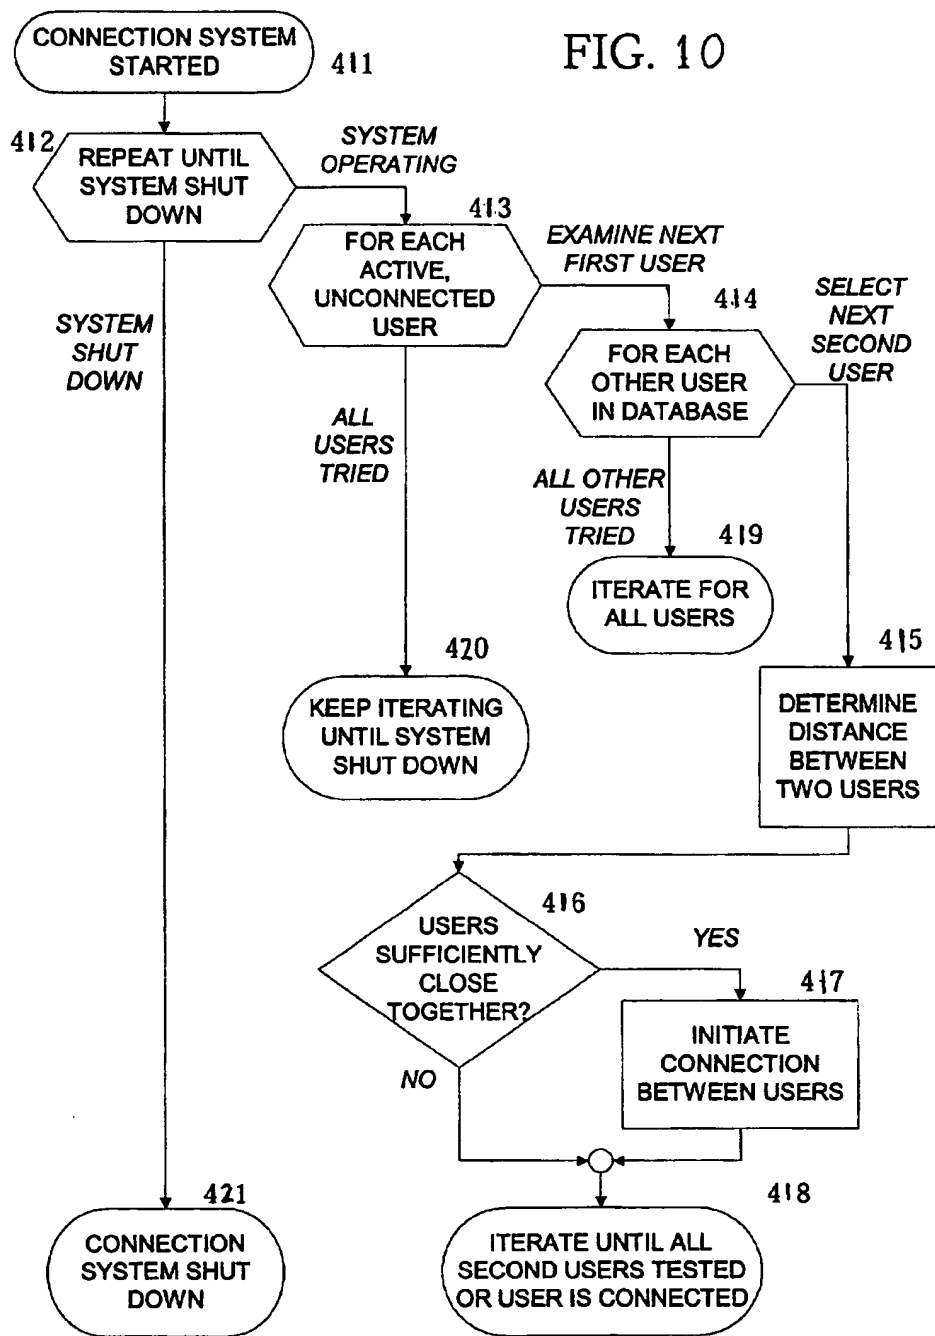 CONNECTION SYSTEM
STARTED
411
FIG. 10
412
REPEAT UNTIL
SYSTEM SHUT
DOWN
SYSTEM
OPERATING
413
FOR EACH
ACTIVE,
UNCONNECTED
USER
EXAMINE NEXT
FIRST USER
414
FOR EACH
OTHER USER
IN DATABASE
SELECT
NEXT
SECOND
USER
SYSTEM
SHUT
DOWN
ALL
USERS
TRIED
ALL OTHER
USERS
TRIED
419
ITERATE FOR
ALL USERS
415
DETERMINE
DISTANCE
BETWEEN
TWO USERS
420
KEEP ITERATING
UNTIL SYSTEM
SHUT DOWN
416
USERS
SUFFICIENTLY
CLOSE
TOGETHER?
YES
417
INITIATE
CONNECTION
BETWEEN USERS
NO
418
ITERATE UNTIL ALL
SECOND USERS TESTED
OR USER IS CONNECTED
421
CONNECTION
SYSTEM SHUT
DOWN